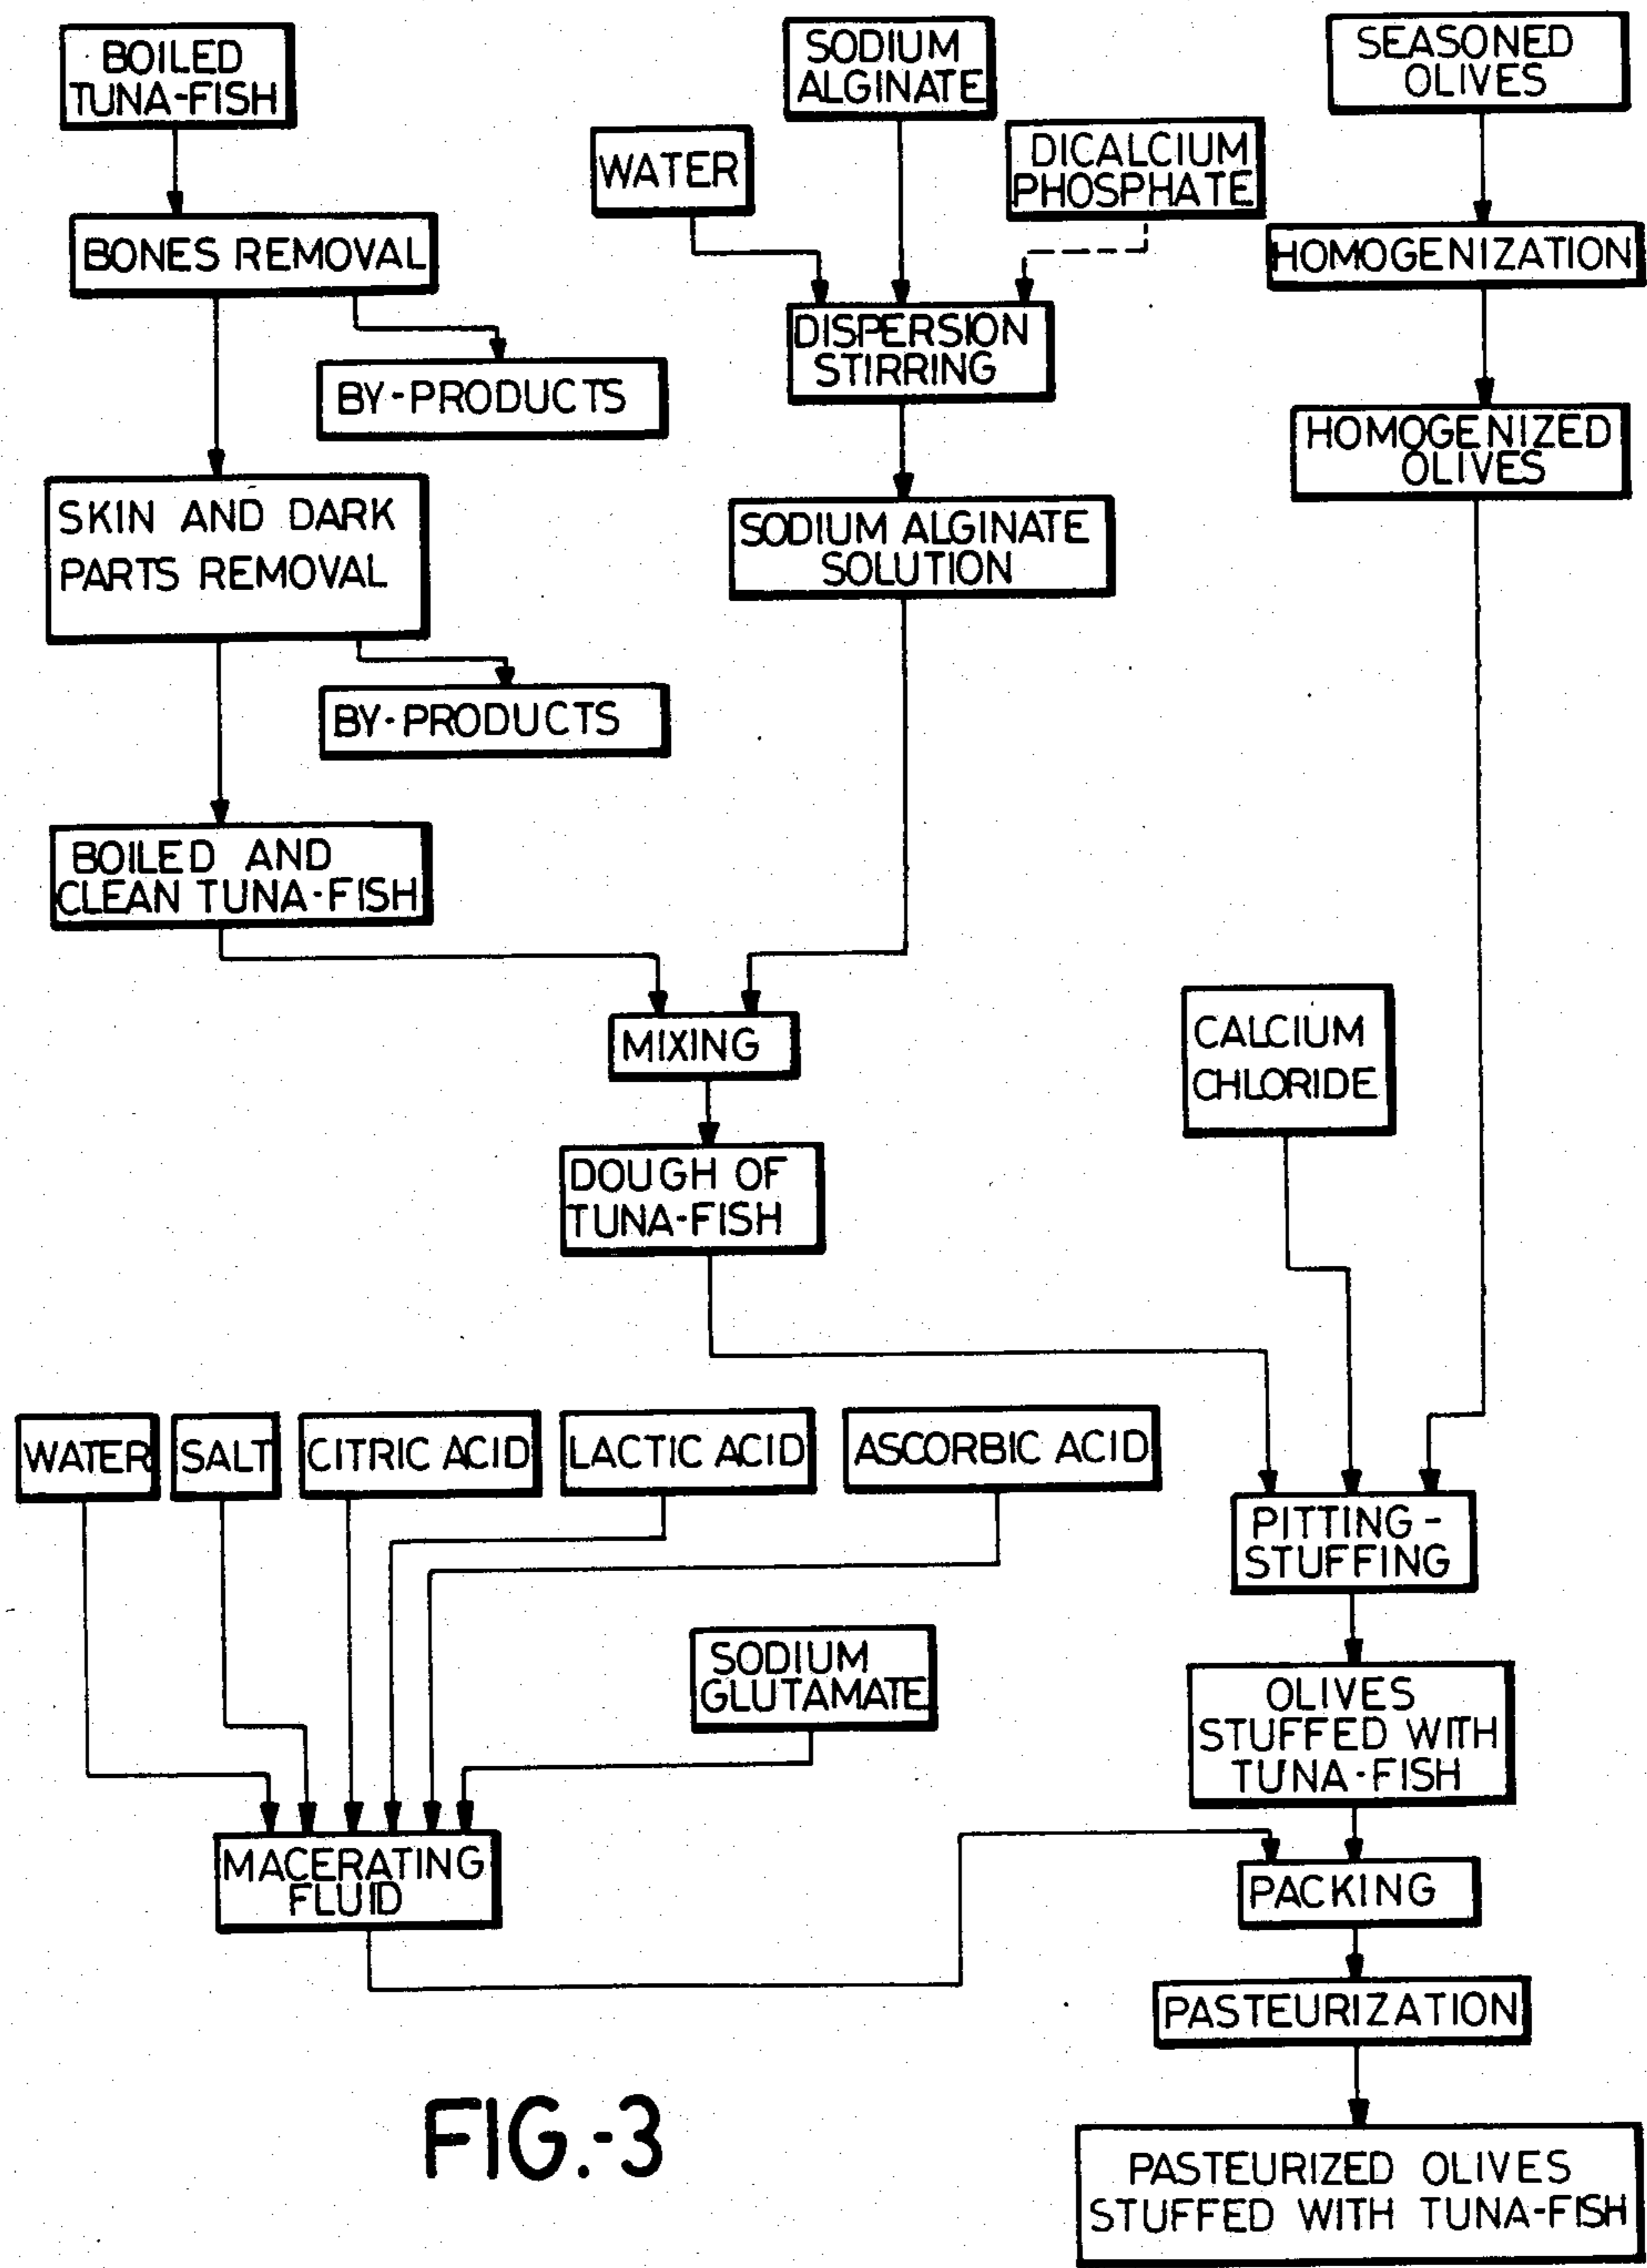 BOILED
TUNA-FISH
SODIUM
ALGINATE
SEASONED
OLIVES
WATER
DICALCIUM
PHOSPHATE
BONES REMOVAL
HOMOGENIZATION
BY-PRODUCTS
DISPERSION
STIRRING
HOMOGENIZED
OLIVES
SKIN AND DARK
PARTS REMOVAL
SODIUM ALGINATE
SOLUTION
BY-PRODUCTS
BOILED AND
CLEAN TUNA-FISH
MIXING
CALCIUM
CHLORIDE
DOUGH OF
TUNA-FISH
WATER
SALT
CITRIC ACID
LACTIC ACID
ASCORBIC ACID
PITTING-
STUFFING
SODIUM
GLUTAMATE
OLIVES
STUFFED WITH
TUNA-FISH
MACERATING
FLUID
PACKING
PASTEURIZATION
FIG.-3
PASTEURIZED OLIVES
STUFFED WITH TUNA-FISH